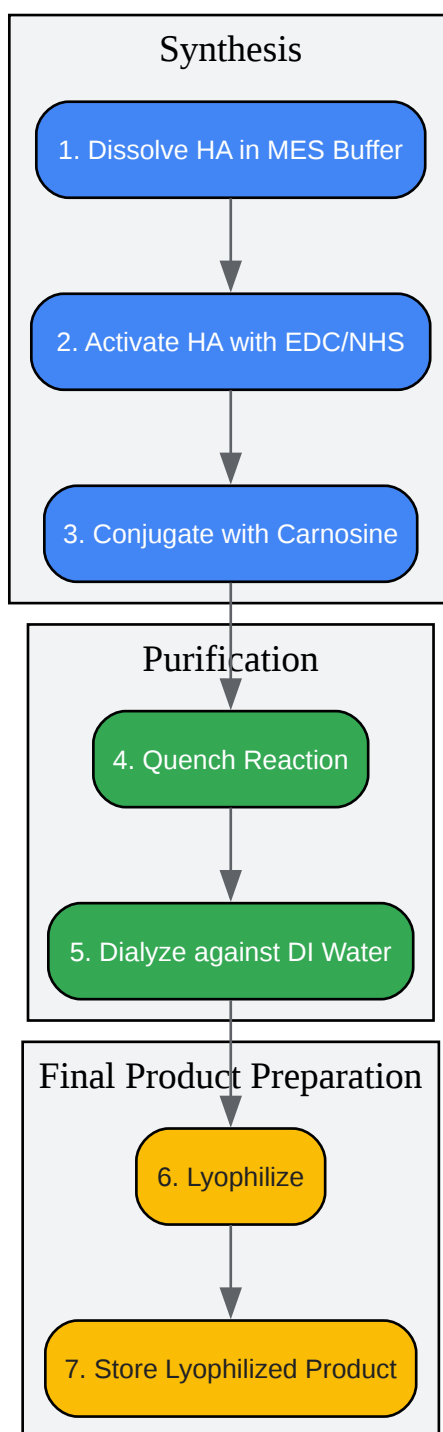 Synthesis
1. Dissolve HA in MES Buffer
2. Activate HA with EDC/NHS
3. Conjugate with Carnosine
Purification
4. Quench Reaction
5. Dialyze against DI Water
Final Product Preparation
6. Lyophilize
7. Store Lyophilized Product